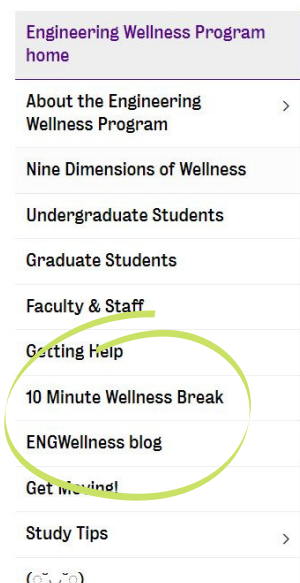 Engineering Wellness Program
home
About the Engineering
Wellness Program
Nine Dimensions of Wellness
Undergraduate Students
Graduate Students
Faculty & Staff
Getting Help
10 Minute Wellness Break
ENGWellness blog
Get Moving!
Study Tips